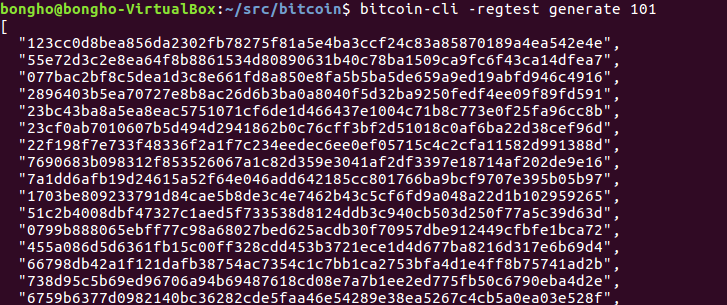 bongho@bongho-VirtualBox:~/src/bitcoin$ bitcoin-cli -regtest generate 101
[
"123cc0d8bea856da2302fb78275f81a5e4ba3ccf24c83a85870189a4ea542e4e",
"55e72d3c2e8ea64f8b8861534d80890631b40c78ba1509ca9fc6f43ca14dfea7",
"077bac2bf8c5dea1d3c8e661fd8a850e8fa5b5ba5de659a9ed19abfd946c4916",
"2896403b5ea70727e8b8ac26d6b3ba0a8040f5d32ba9250fedf4ee09f89fd591",
"23bc43ba8a5ea8eac5751071cf6de1d466437e1004c71b8c773e0f25fa96cc8b",
"23cf0ab7010607b5d494d2941862b0c76cff3bf2d51018c0af6ba22d38cef96d",
"22f198f7e733f48336f2a1f7c234eedec6ee0ef05715c4c2cfa11582d991388d",
"7690683b098312f853526067a1c82d359e3041af2df3397e18714af202de9e16",
"7a1dd6afb19d24615a52f64e046add642185cc801766ba9bcf9707e395b05b97",
"1703be809233791d84cae5b8de3c4e7462b43c5cf6fd9a048a22d1b102959265",
"51c2b4008dbf47327c1aed5f733538d8124ddb3c940cb503d250f77a5c39d63d",
"0799b888065ebff77c98a68027bed625acdb30f70957dbe912449cfbfe1bca72",
"455a086d5d6361fb15c00ff328cdd453b3721ece1d4d677ba8216d317e6b69d4",
"66798db42a1f121dafb38754ac7354c1c7bb1ca2753bfa4d1e4ff8b75741ad2b",
"738d95c5b69ed96706a94b69487618cd08e7a7b1ee2ed775fb50c6790eba4d2e",
"6759b6377d0982140bc36282cde5faa46e54289e38ea5267c4cb5a0ea03e528f"